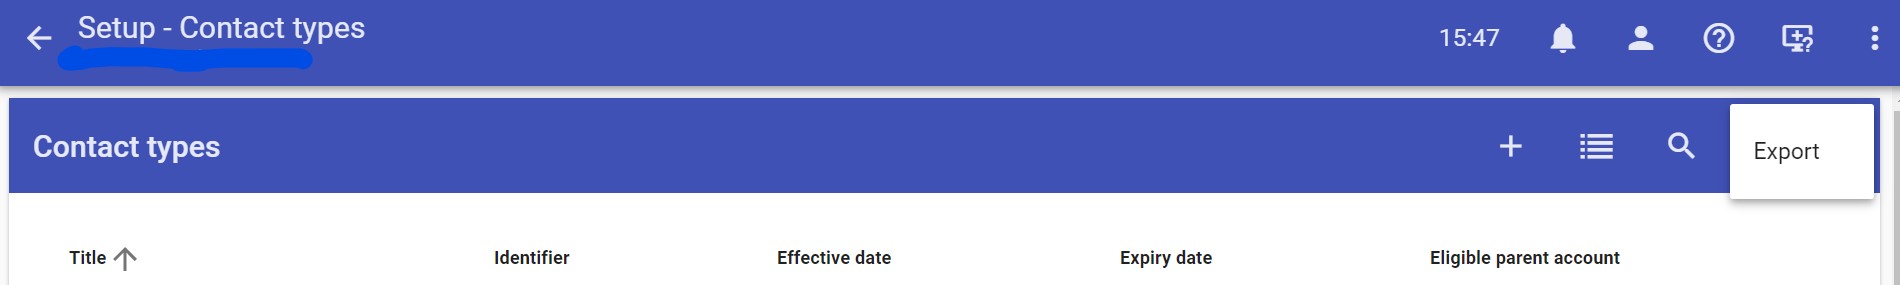 Setup - Contact types
15:47
Contact types
Export
Title
Identifier
Effective date
Expiry date
Eligible parent account